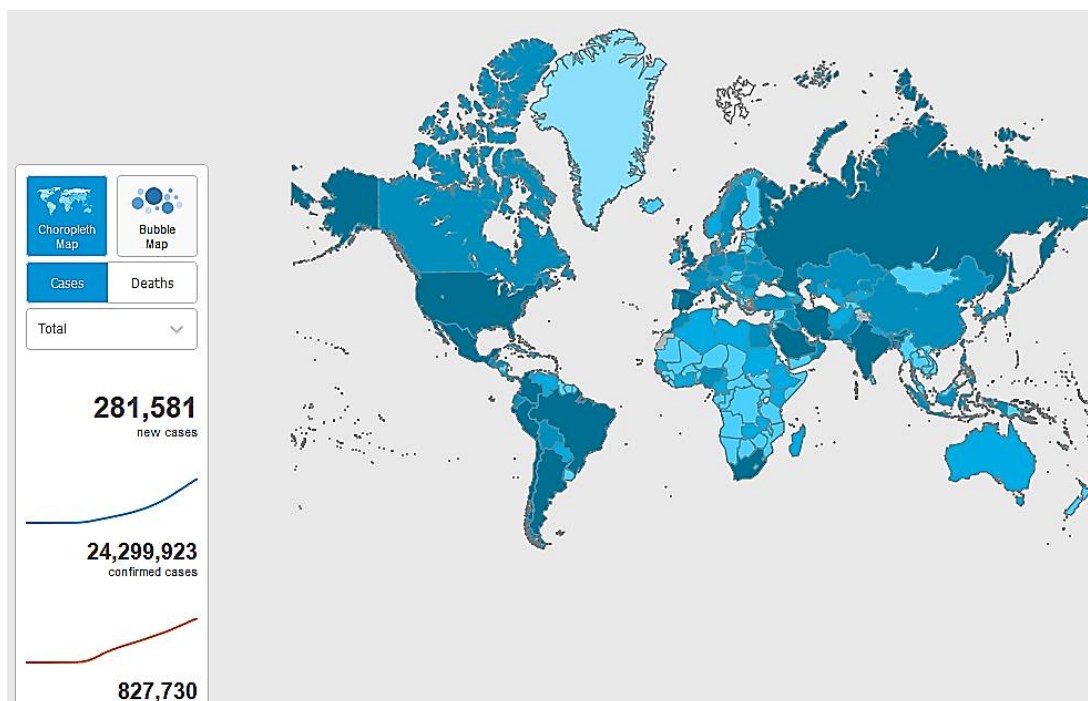 Choropleth
Map
Bubble
Map
Cases
Deaths
Total
281,581
new cases
24,299,923
confirmed cases
827,730